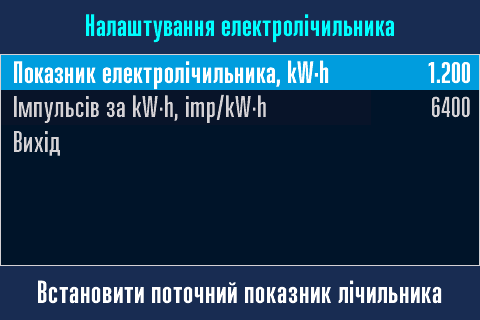 Налаштування електролічильника
Показник електролічильника, kW·h 1.200
Імпульсів за kW·h, imp/kW·h 6400
Вихід
Встановити поточний показник лічильника